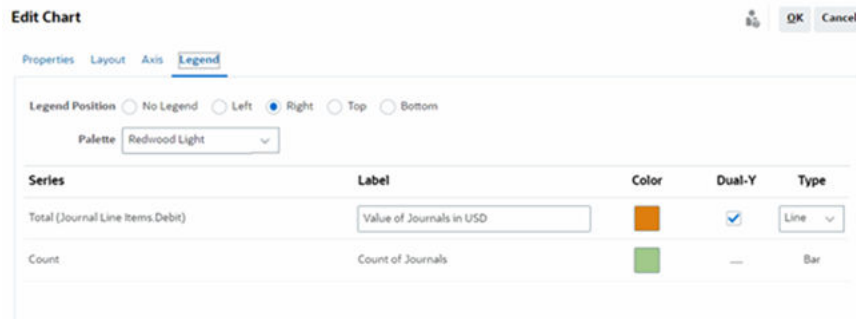 Edit Chart
OK Cancel
Properties Layout Axis Legend
Legend Position No Legend Left Right Top Bottom
Palette Redwood Light
Series Label Color Dual-Y Type
Total (Journal Line Items.Debit) Value of Journals in USD Line
Count Count of Journals — Bar